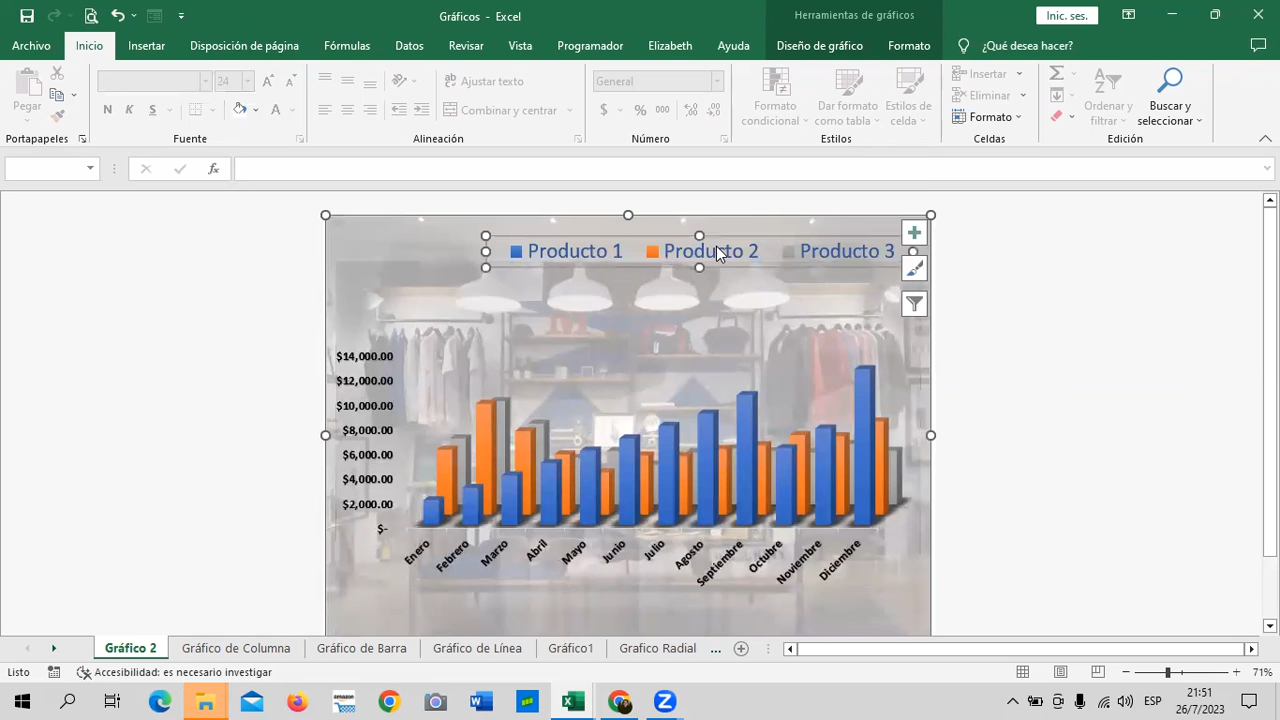 Gráficos - Excel
Herramientas de gráficos
Inic. ses.
Archivo Inicio Insertar Disposición de página Fórmulas Datos Revisar Vista Programador Elizabeth Ayuda Diseño de gráfico Formato ¿Qué desea hacer?
24
Ajustar texto
General
Insertar
Pegar
N K S
Combinar y centrar
$ % 000
Formato condicional
Dar formato como tabla
Estilos de celda
Eliminar
Formato
Ordenar y filtrar
Buscar y seleccionar
Portapapeles Fuente Alineación Número Estilos Celdas Edición
fx
Producto 1 Producto 2 Producto 3
$14,000.00
$12,000.00
$10,000.00
$8,000.00
$6,000.00
$4,000.00
$2,000.00
$-
Enero Febrero Marzo Abril Mayo Junio Julio Agosto Septiembre Octubre Noviembre Diciembre
Gráfico 2 Gráfico de Columna Gráfico de Barra Gráfico de Línea Gráfico1 Grafico Radial ...
Listo Accesibilidad: es necesario investigar 71%
ESP
21:51
26/7/2023